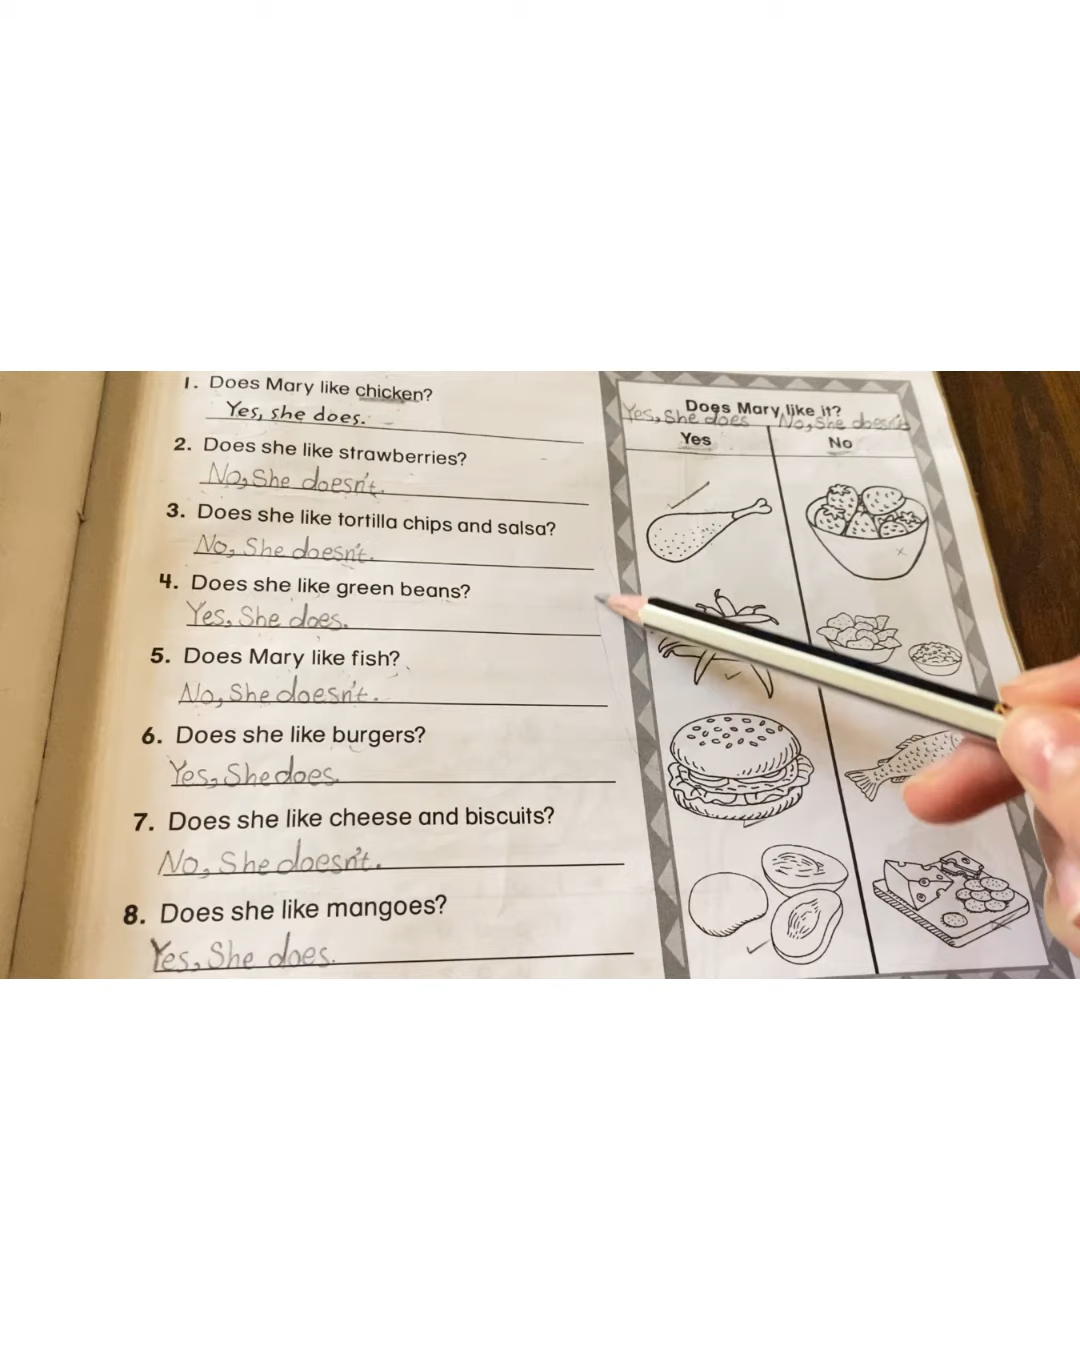 1. Does Mary like chicken?
Yes, she does.
2. Does she like strawberries?
No, She doesn't.
3. Does she like tortilla chips and salsa?
No, She doesn't.
4. Does she like green beans?
Yes, She does.
5. Does Mary like fish?
No, She doesn't.
6. Does she like burgers?
Yes, She does.
7. Does she like cheese and biscuits?
No, She doesn't.
8. Does she like mangoes?
Yes, She does.
Does Mary like it?
Yes, She does No, She doesn't
Yes No